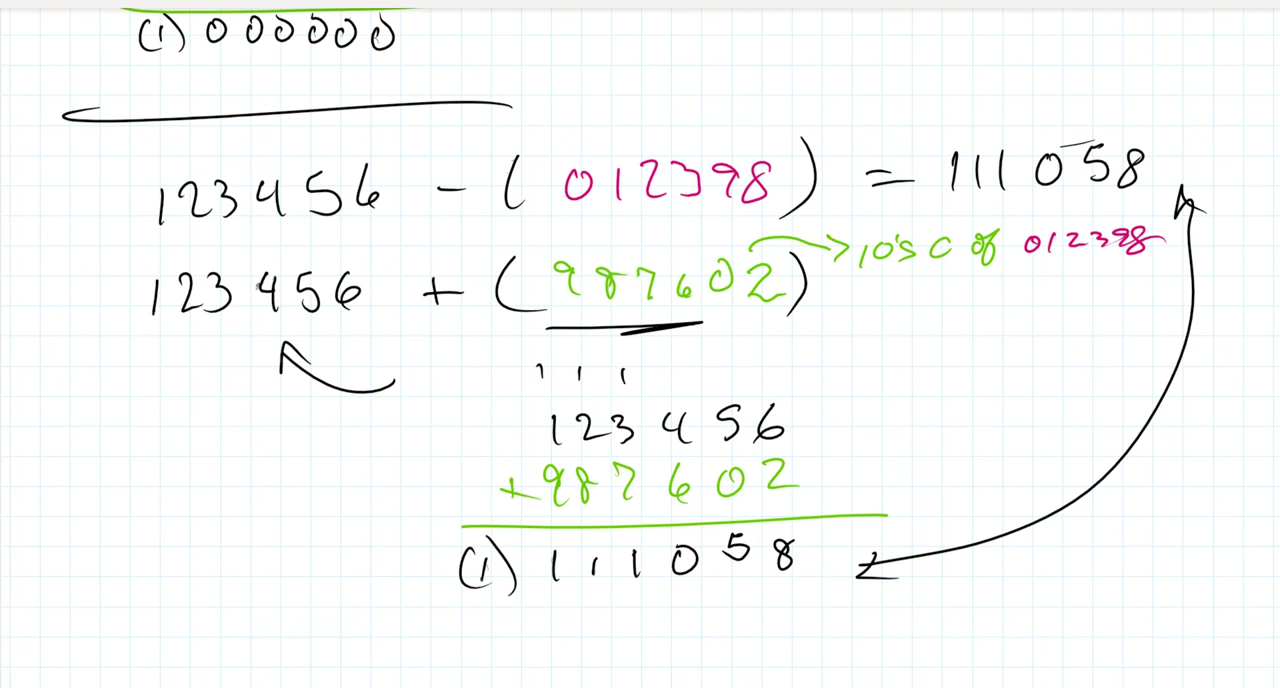 (1) 000000
123456 - (012398) = 111058
123456 + (987602) → 10's C of 012398
1 1 1
123456
+987602
(1) 111058